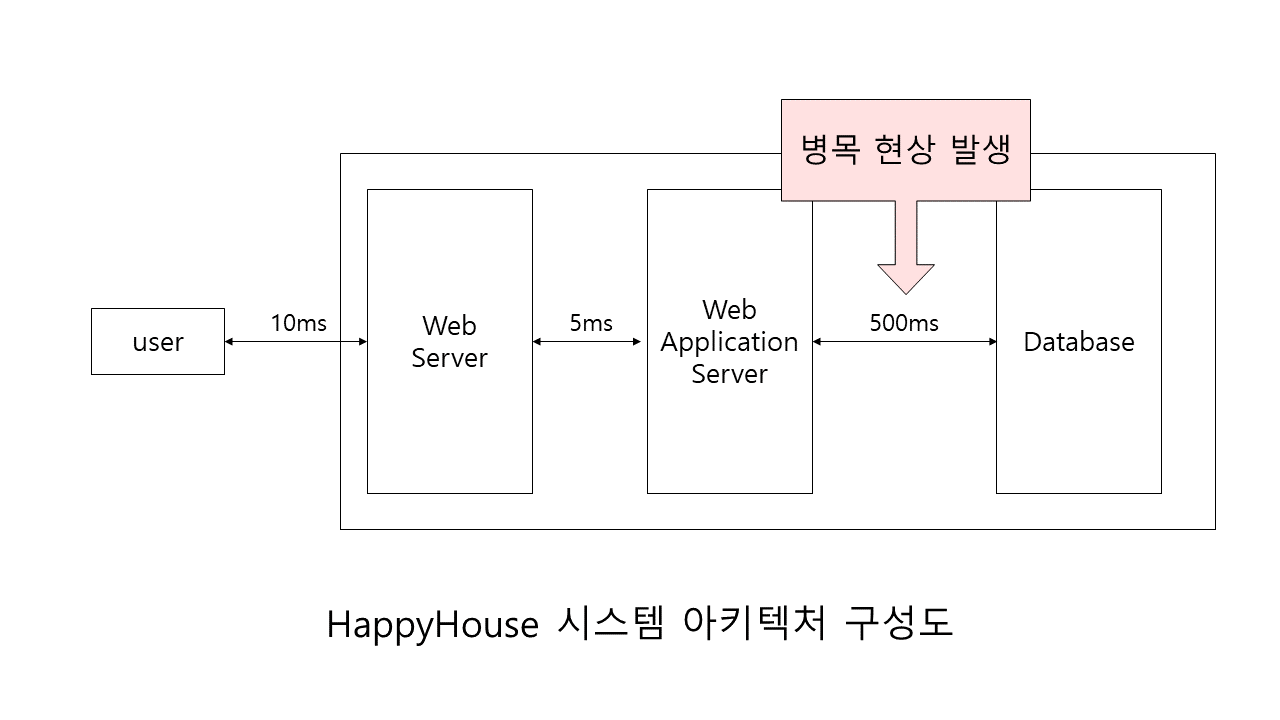 병목 현상 발생
user
10ms
Web
Server
5ms
Web
Application
Server
500ms
Database
HappyHouse 시스템 아키텍처 구성도